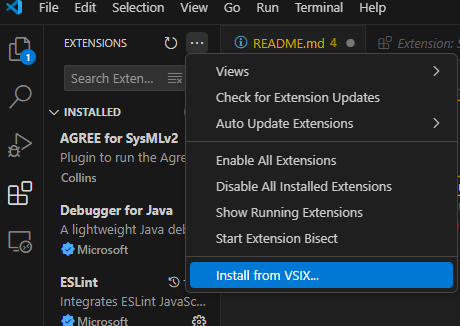 File Edit Selection View Go Run Terminal Help
EXTENSIONS
README.md 4
Extension: S
1
Search Exten...
Views
INSTALLED
Check for Extension Updates
AGREE for SysMLv2
Auto Update Extensions
Plugin to run the Agre
Collins
Enable All Extensions
Disable All Installed Extensions
Debugger for Java
Show Running Extensions
A lightweight Java deb
Start Extension Bisect
Microsoft
Install from VSIX...
ESLint
Integrates ESLint JavaSc...
Microsoft